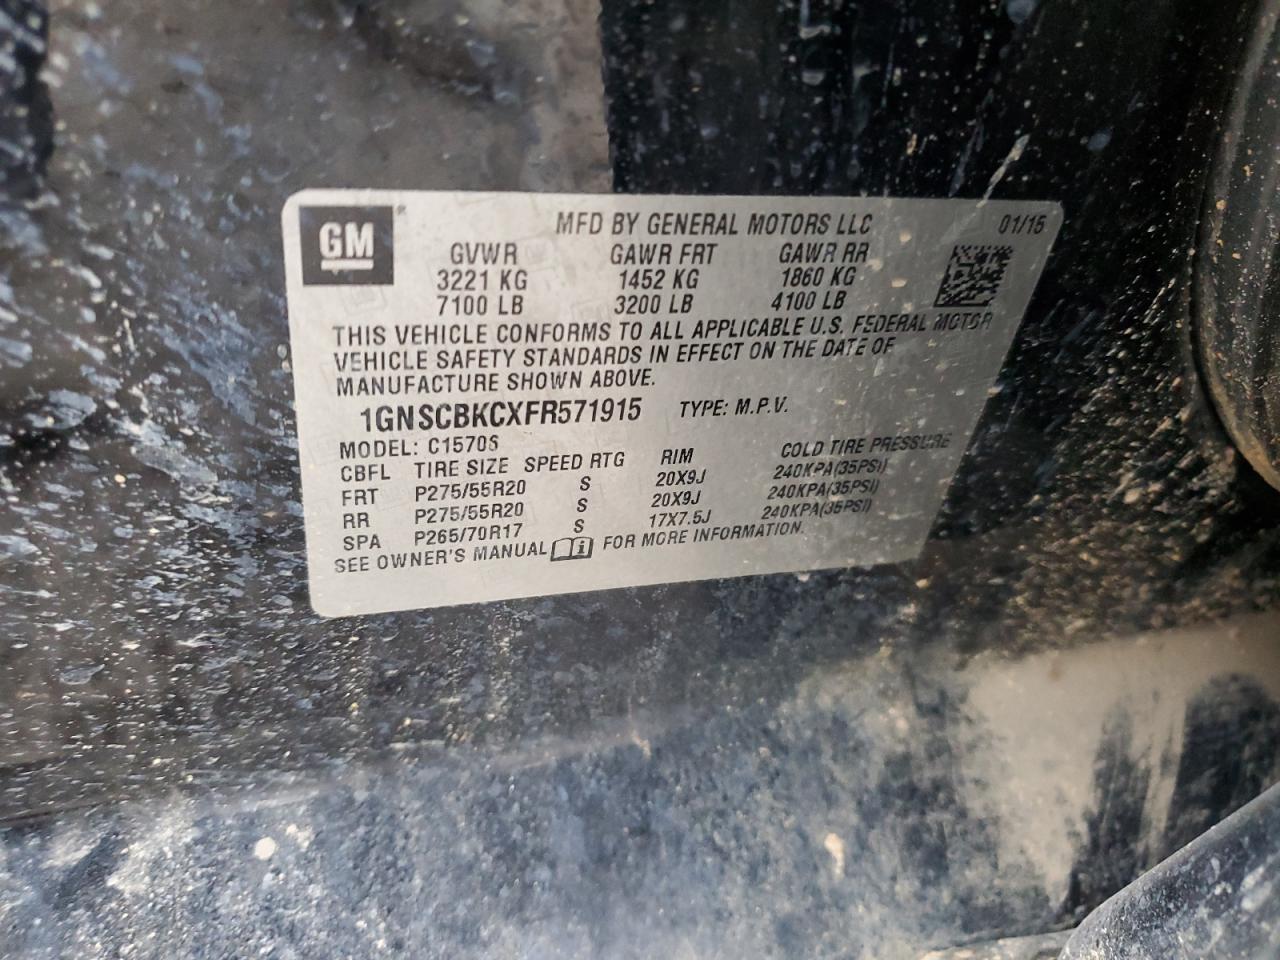 GM®
MFD BY GENERAL MOTORS LLC 01/15
GVWR GAWR FRT GAWR RR
3221 KG 1452 KG 1860 KG
7100 LB 3200 LB 4100 LB
THIS VEHICLE CONFORMS TO ALL APPLICABLE U.S. FEDERAL MOTOR
VEHICLE SAFETY STANDARDS IN EFFECT ON THE DATE OF
MANUFACTURE SHOWN ABOVE.
1GNSCBKCXFR571915 TYPE: M.P.V.
MODEL: C1570S
CBFL TIRE SIZE SPEED RTG RIM COLD TIRE PRESSURE
FRT P275/55R20 S 20X9J 240KPA(35PSI)
RR P275/55R20 S 20X9J 240KPA(35PSI)
SPA P265/70R17 S 17X7.5J 240KPA(35PSI)
SEE OWNER'S MANUAL i FOR MORE INFORMATION.